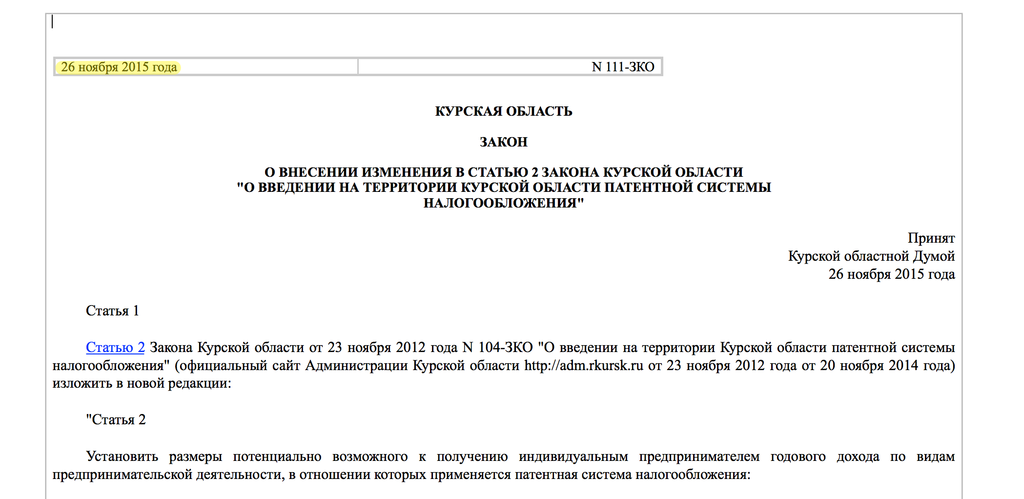 26 ноября 2015 года N 111-ЗКО
КУРСКАЯ ОБЛАСТЬ
ЗАКОН
О ВНЕСЕНИИ ИЗМЕНЕНИЯ В СТАТЬЮ 2 ЗАКОНА КУРСКОЙ ОБЛАСТИ
"О ВВЕДЕНИИ НА ТЕРРИТОРИИ КУРСКОЙ ОБЛАСТИ ПАТЕНТНОЙ СИСТЕМЫ
НАЛОГООБЛОЖЕНИЯ"
Принят
Курской областной Думой
26 ноября 2015 года
Статья 1
Статью 2 Закона Курской области от 23 ноября 2012 года N 104-ЗКО "О введении на территории Курской области патентной системы
налогообложения" (официальный сайт Администрации Курской области http://adm.rkursk.ru от 23 ноября 2012 года от 20 ноября 2014 года)
изложить в новой редакции:
"Статья 2
Установить размеры потенциально возможного к получению индивидуальным предпринимателем годового дохода по видам
предпринимательской деятельности, в отношении которых применяется патентная система налогообложения: